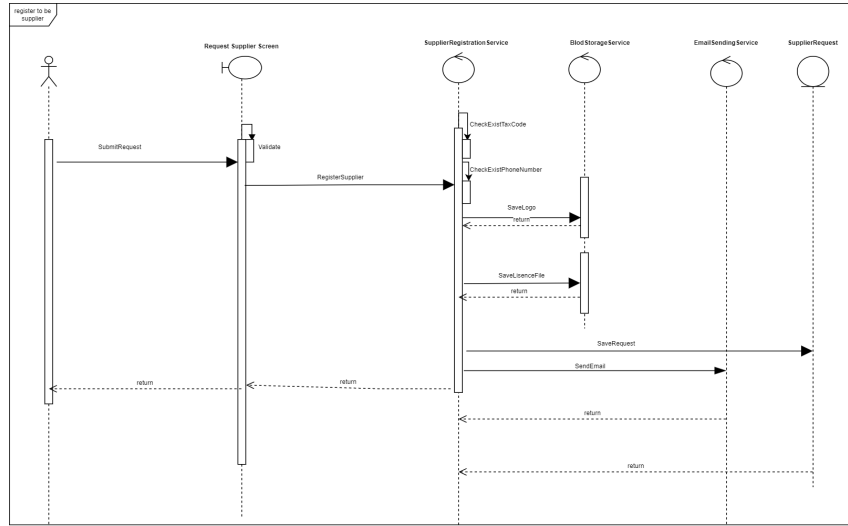 register to be
supplier
Request Supplier Screen
SupplierRegistrationService
BlodStorageService
EmailSendingService
SupplierRequest
CheckExistTaxCode
SubmitRequest
Validate
CheckExistPhoneNumber
RegisterSupplier
SaveLogo
return
SaveLisenceFile
return
SaveRequest
SendEmail
return
return
return
return